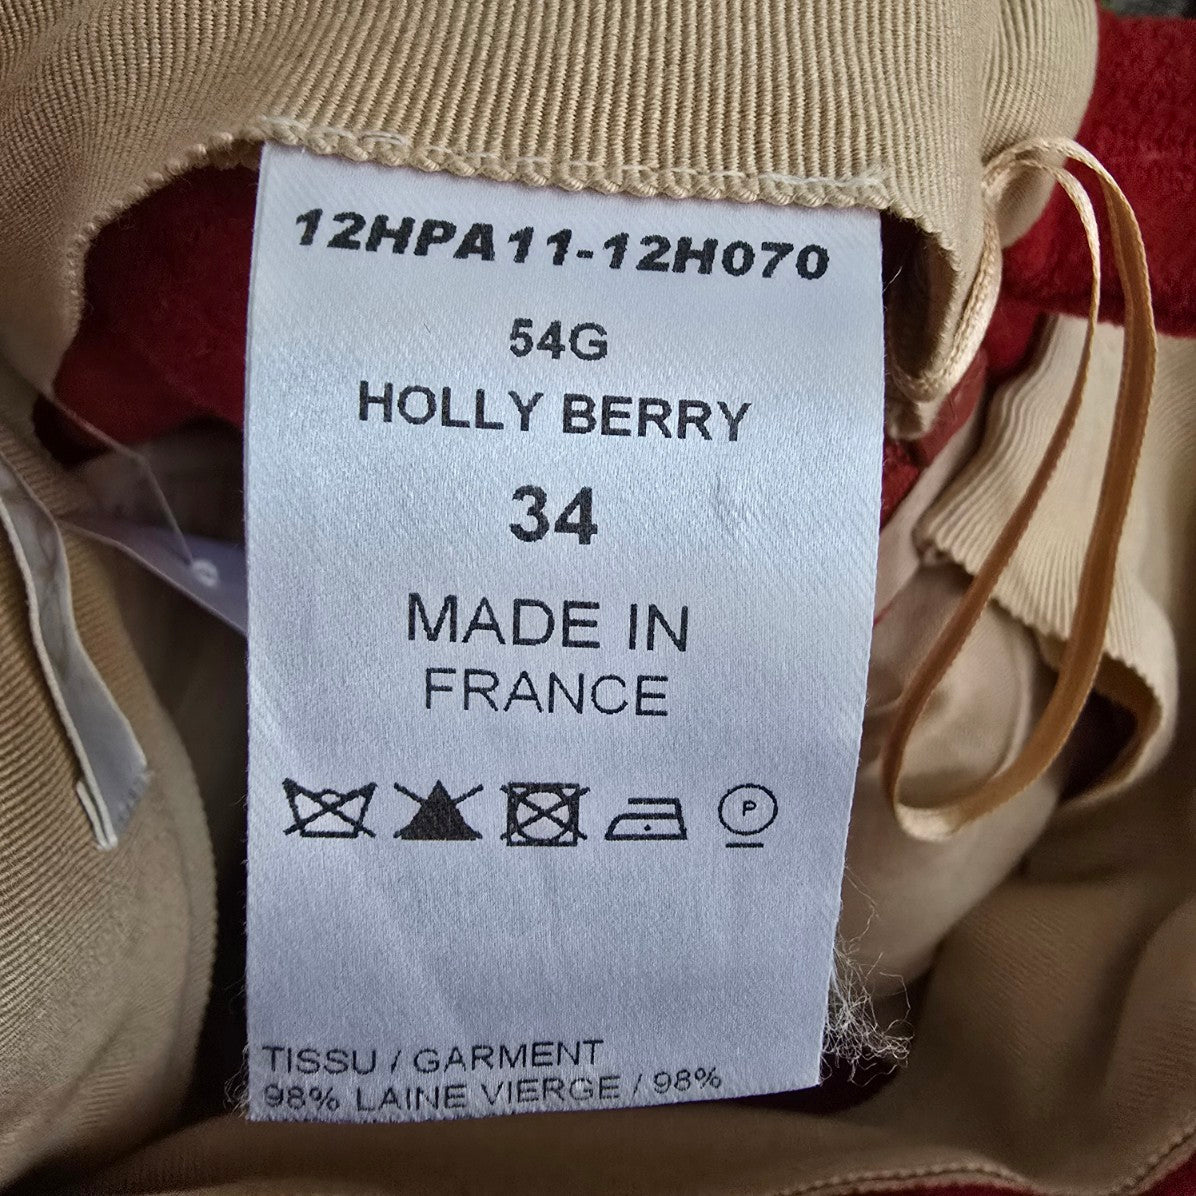 12HPA11-12H070
54G
HOLLY BERRY
34
MADE IN
FRANCE
P
TISSU / GARMENT
98% LAINE VIERGE / 98%